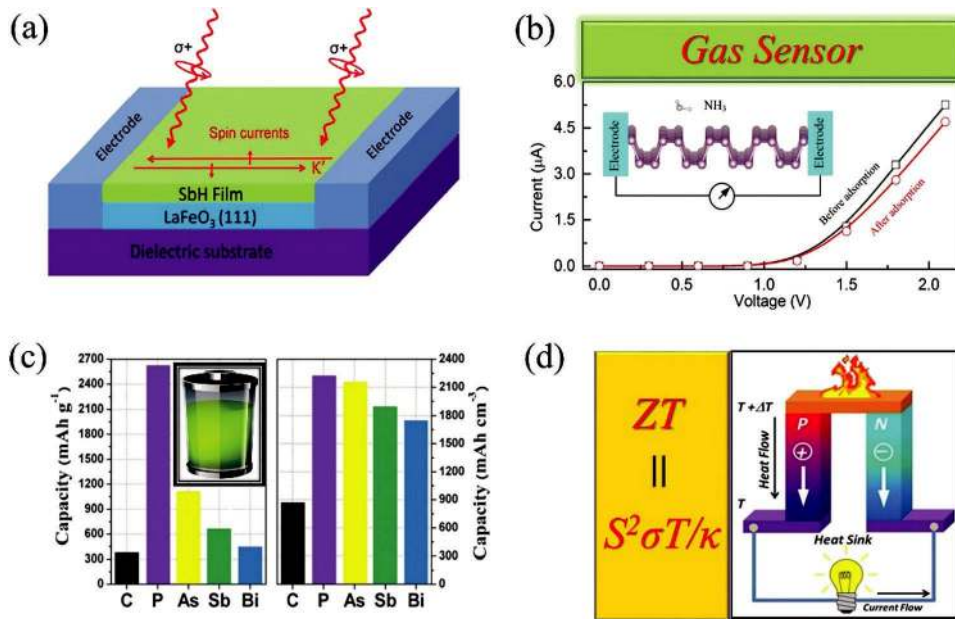 (a)
σ+
σ+
Electrode
Spin currents
Electrode
K'
SbH Film
LaFeO₃ (111)
Dielectric substrate
(b)
Gas Sensor
6.0
4.5
3.0
1.5
0.0
Current (μA)
NH₃
Electrode
Electrode
Before adsorption
After adsorption
0.0 0.6 1.0 1.5 2.0
Voltage (V)
(c)
2700
2400
2100
1800
1500
1200
900
600
300
0
Capacity (mAh g⁻¹)
C P As Sb Bi
2400
2100
1800
1500
1200
900
600
300
0
Capacity (mAh cm⁻³)
C P As Sb Bi
(d)
ZT
=
S²σT/κ
T+ΔT
P
N
+
−
Heat Flow
T
Heat Sink
Current Flow